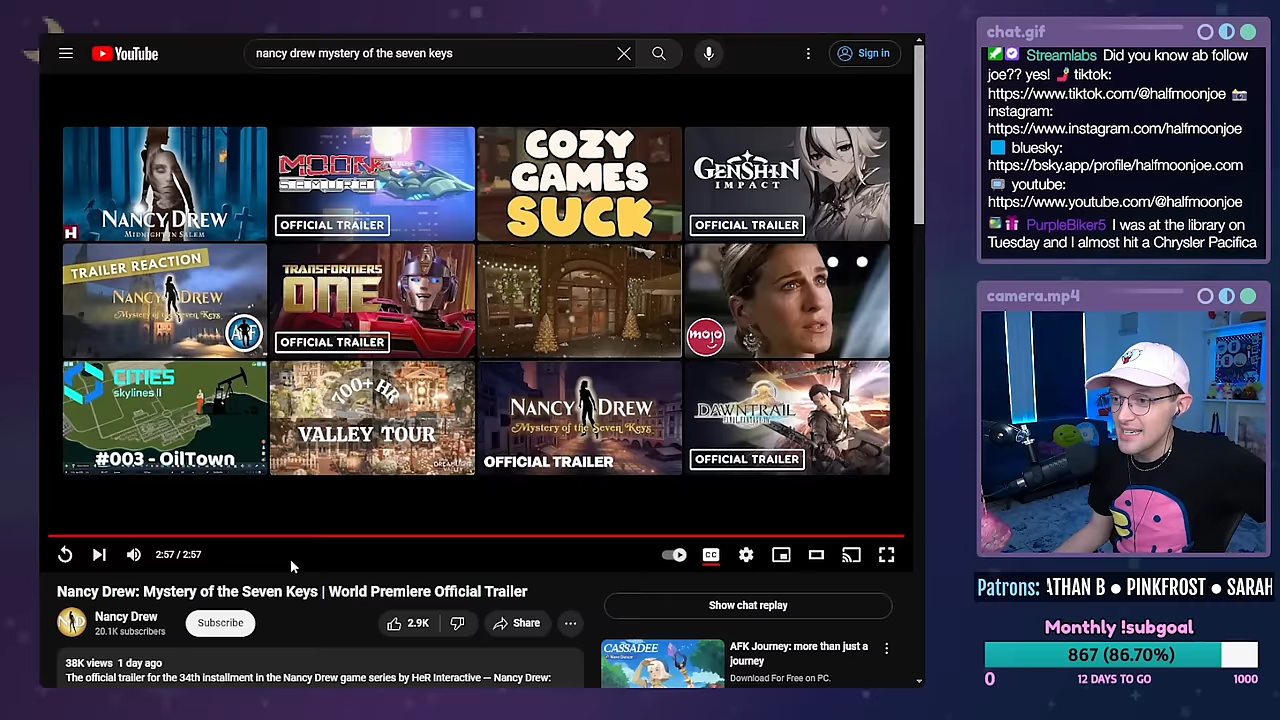 YouTube
nancy drew mystery of the seven keys
Sign in
NANCY DREW
MIDNIGHT IN SALEM
H
MOON
SAMURAI
OFFICIAL TRAILER
COZY
GAMES
SUCK
GENSHIN
IMPACT
OFFICIAL TRAILER
TRAILER REACTION
NANCY DREW
Mystery of the Seven Keys
TRANSFORMERS
ONE
OFFICIAL TRAILER
mojo
CITIES
skylines II
#003 - OilTown
700+ HR
VALLEY TOUR
NANCY DREW
Mystery of the Seven Keys
OFFICIAL TRAILER
DAWNTRAIL
OFFICIAL TRAILER
2:57 / 2:57
CC
Nancy Drew: Mystery of the Seven Keys | World Premiere Official Trailer
Nancy Drew
20.1K subscribers
Subscribe
2.9K
Share
38K views 1 day ago
The official trailer for the 34th installment in the Nancy Drew game series by HeR Interactive — Nancy Drew:
Show chat replay
CASSADEE
AFK Journey: more than just a
journey
Download For Free on PC.
chat.gif
Streamlabs Did you know ab follow
joe?? yes! tiktok:
https://www.tiktok.com/@halfmoonjoe
instagram:
https://www.instagram.com/halfmoonjoe
bluesky:
https://bsky.app/profile/halfmoonjoe.com
youtube:
https://www.youtube.com/@halfmoonjoe
PurpleBlker5 I was at the library on
Tuesday and I almost hit a Chrysler Pacifica
camera.mp4
Patrons: ATHAN B ● PINKFROST ● SARAH
Monthly !subgoal
867 (86.70%)
0 12 DAYS TO GO 1000